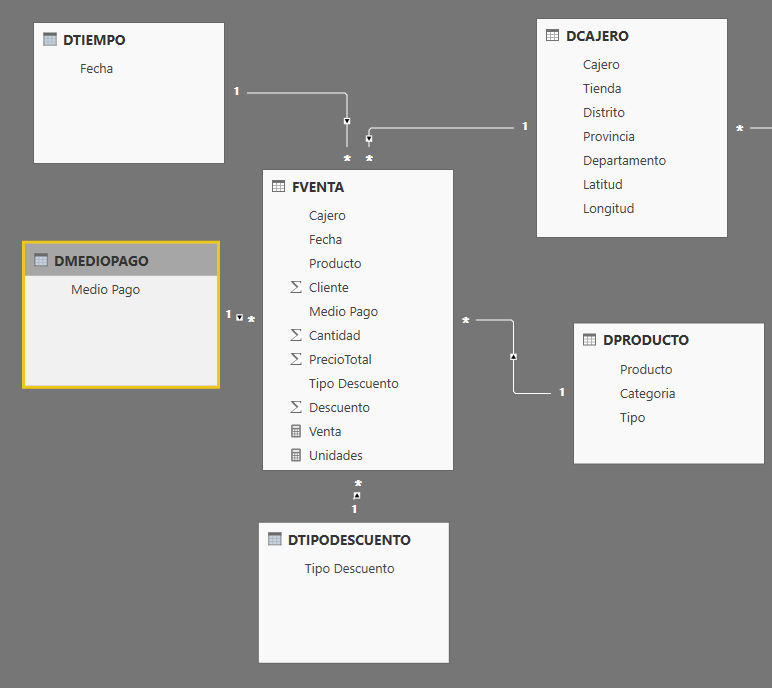 DTIEMPO
Fecha
DCAJERO
Cajero
Tienda
Distrito
Provincia
Departamento
Latitud
Longitud
1
1
*
*
*
FVENTA
Cajero
Fecha
Producto
Cliente
Medio Pago
Cantidad
PrecioTotal
Tipo Descuento
Descuento
Venta
Unidades
DMEDIOPAGO
Medio Pago
1
*
*
1
DPRODUCTO
Producto
Categoria
Tipo
*
1
DTIPODESCUENTO
Tipo Descuento